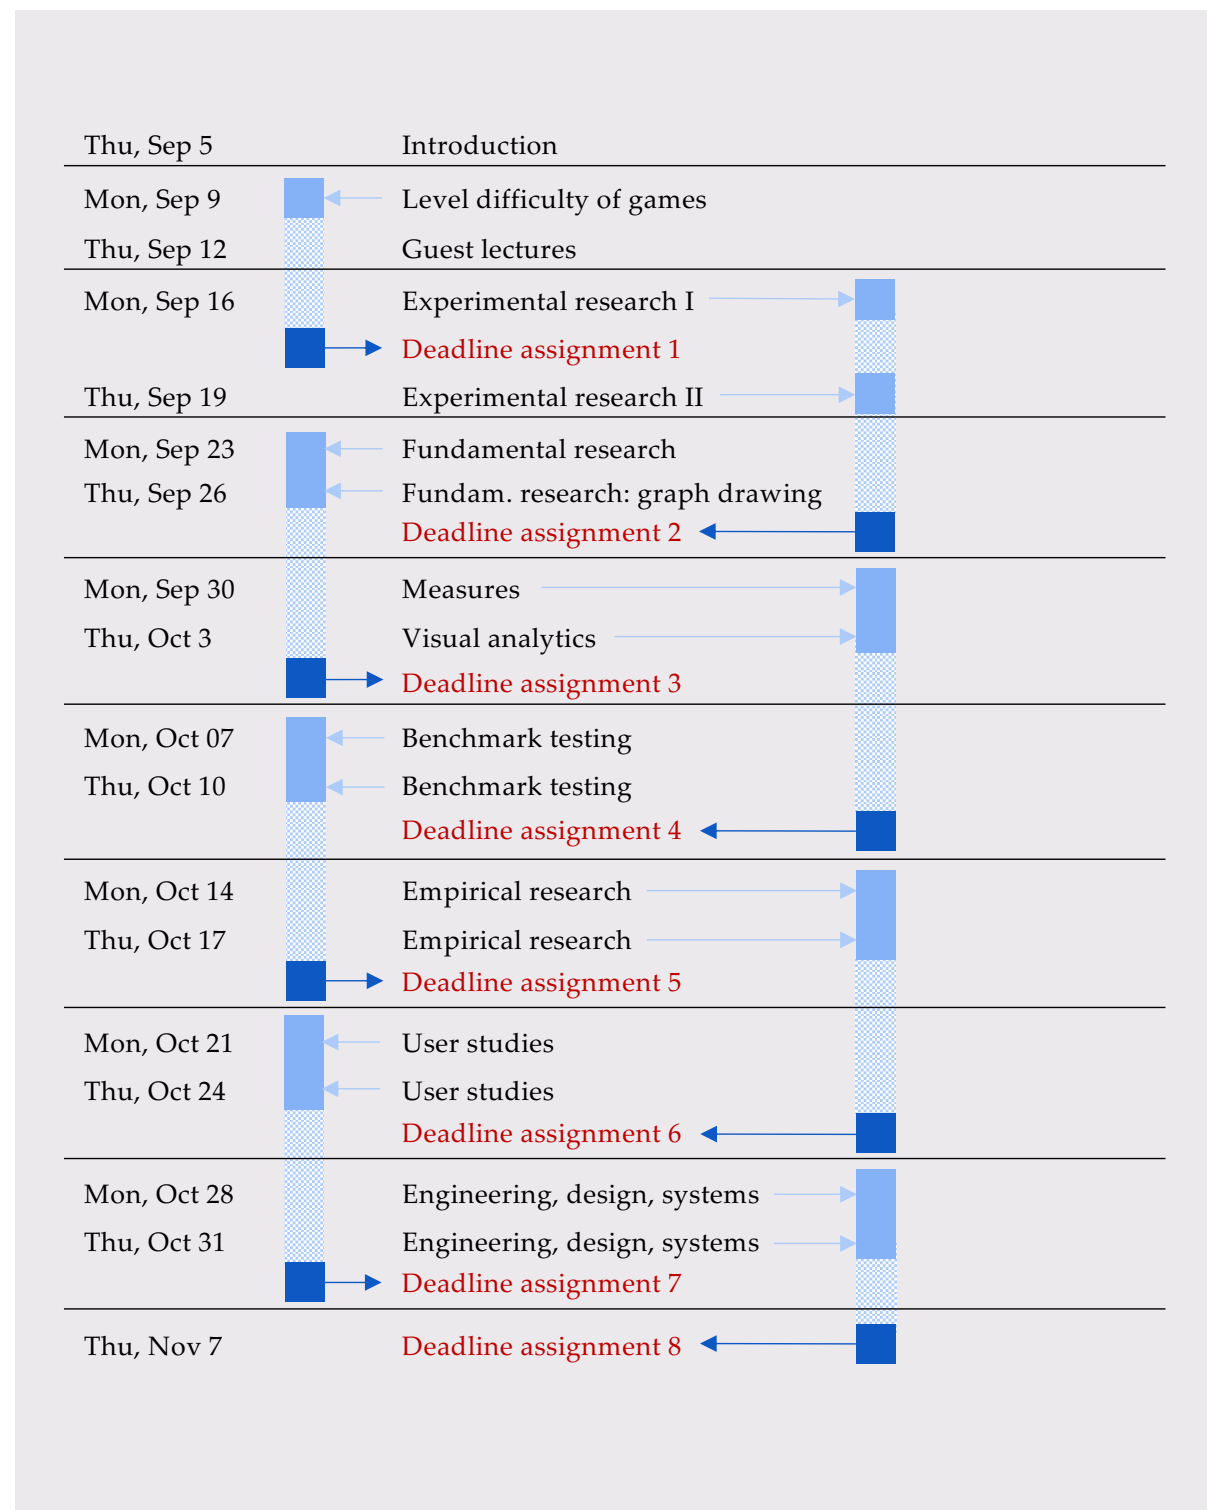 Thu, Sep 5 Introduction
Mon, Sep 9 Level difficulty of games
Thu, Sep 12 Guest lectures
Mon, Sep 16 Experimental research I
Deadline assignment 1
Thu, Sep 19 Experimental research II
Mon, Sep 23 Fundamental research
Thu, Sep 26 Fundam. research: graph drawing
Deadline assignment 2
Mon, Sep 30 Measures
Thu, Oct 3 Visual analytics
Deadline assignment 3
Mon, Oct 07 Benchmark testing
Thu, Oct 10 Benchmark testing
Deadline assignment 4
Mon, Oct 14 Empirical research
Thu, Oct 17 Empirical research
Deadline assignment 5
Mon, Oct 21 User studies
Thu, Oct 24 User studies
Deadline assignment 6
Mon, Oct 28 Engineering, design, systems
Thu, Oct 31 Engineering, design, systems
Deadline assignment 7
Thu, Nov 7 Deadline assignment 8